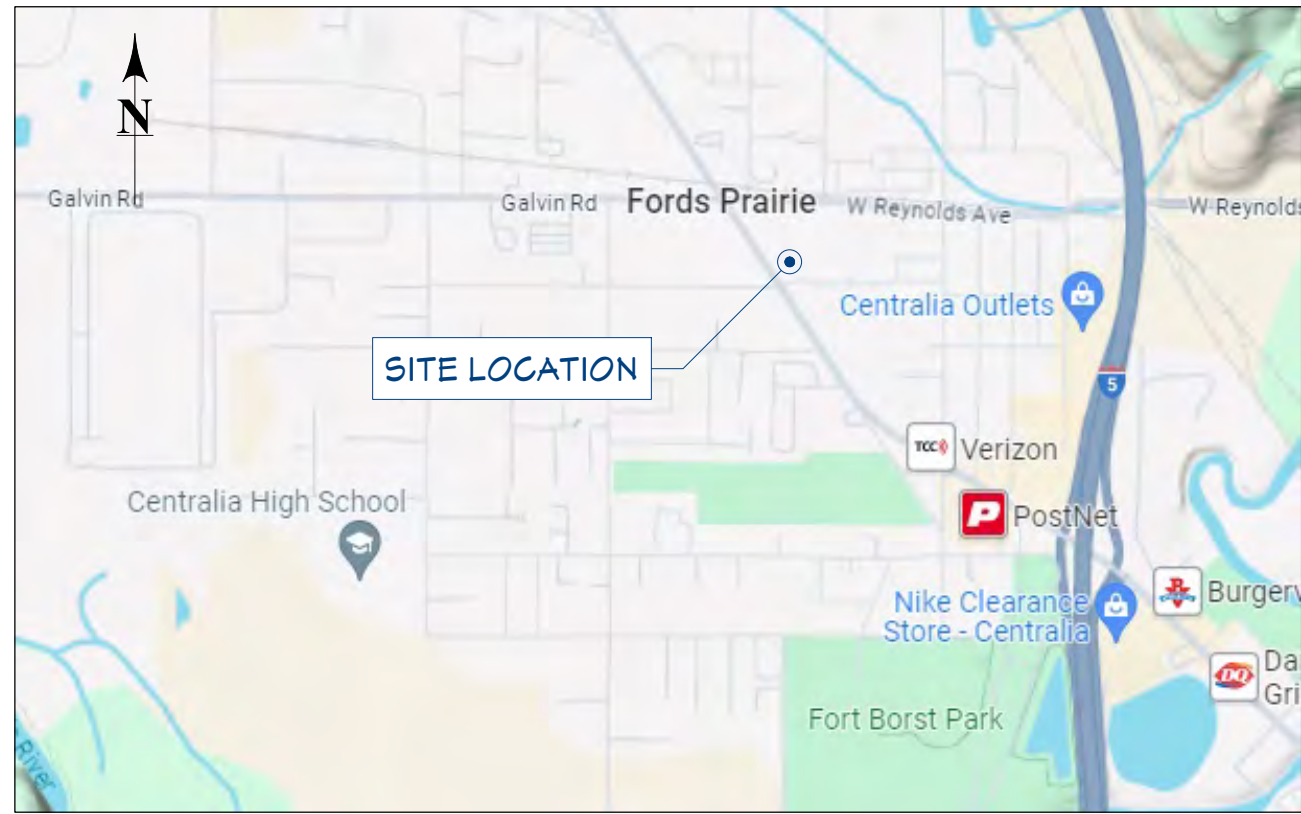 N
Galvin Rd
Galvin Rd
Fords Prairie
W Reynolds Ave
W Reynolds
Centralia Outlets
SITE LOCATION
5
TCC
Verizon
Centralia High School
P
PostNet
Nike Clearance
Store - Centralia
Burgerv
DQ
Da
Gri
Fort Borst Park
River